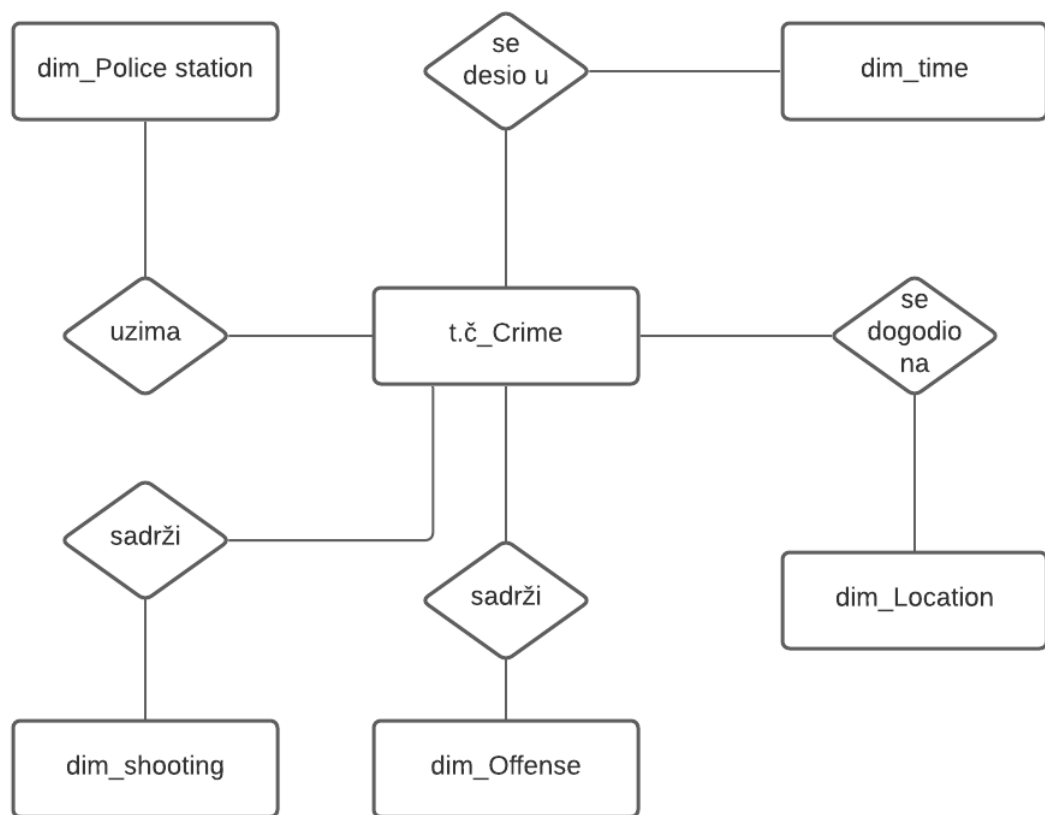 dim_Police station
se
desio u
dim_time
uzima
t.č_Crime
se
dogodio
na
sadrži
sadrži
dim_Location
dim_shooting
dim_Offense